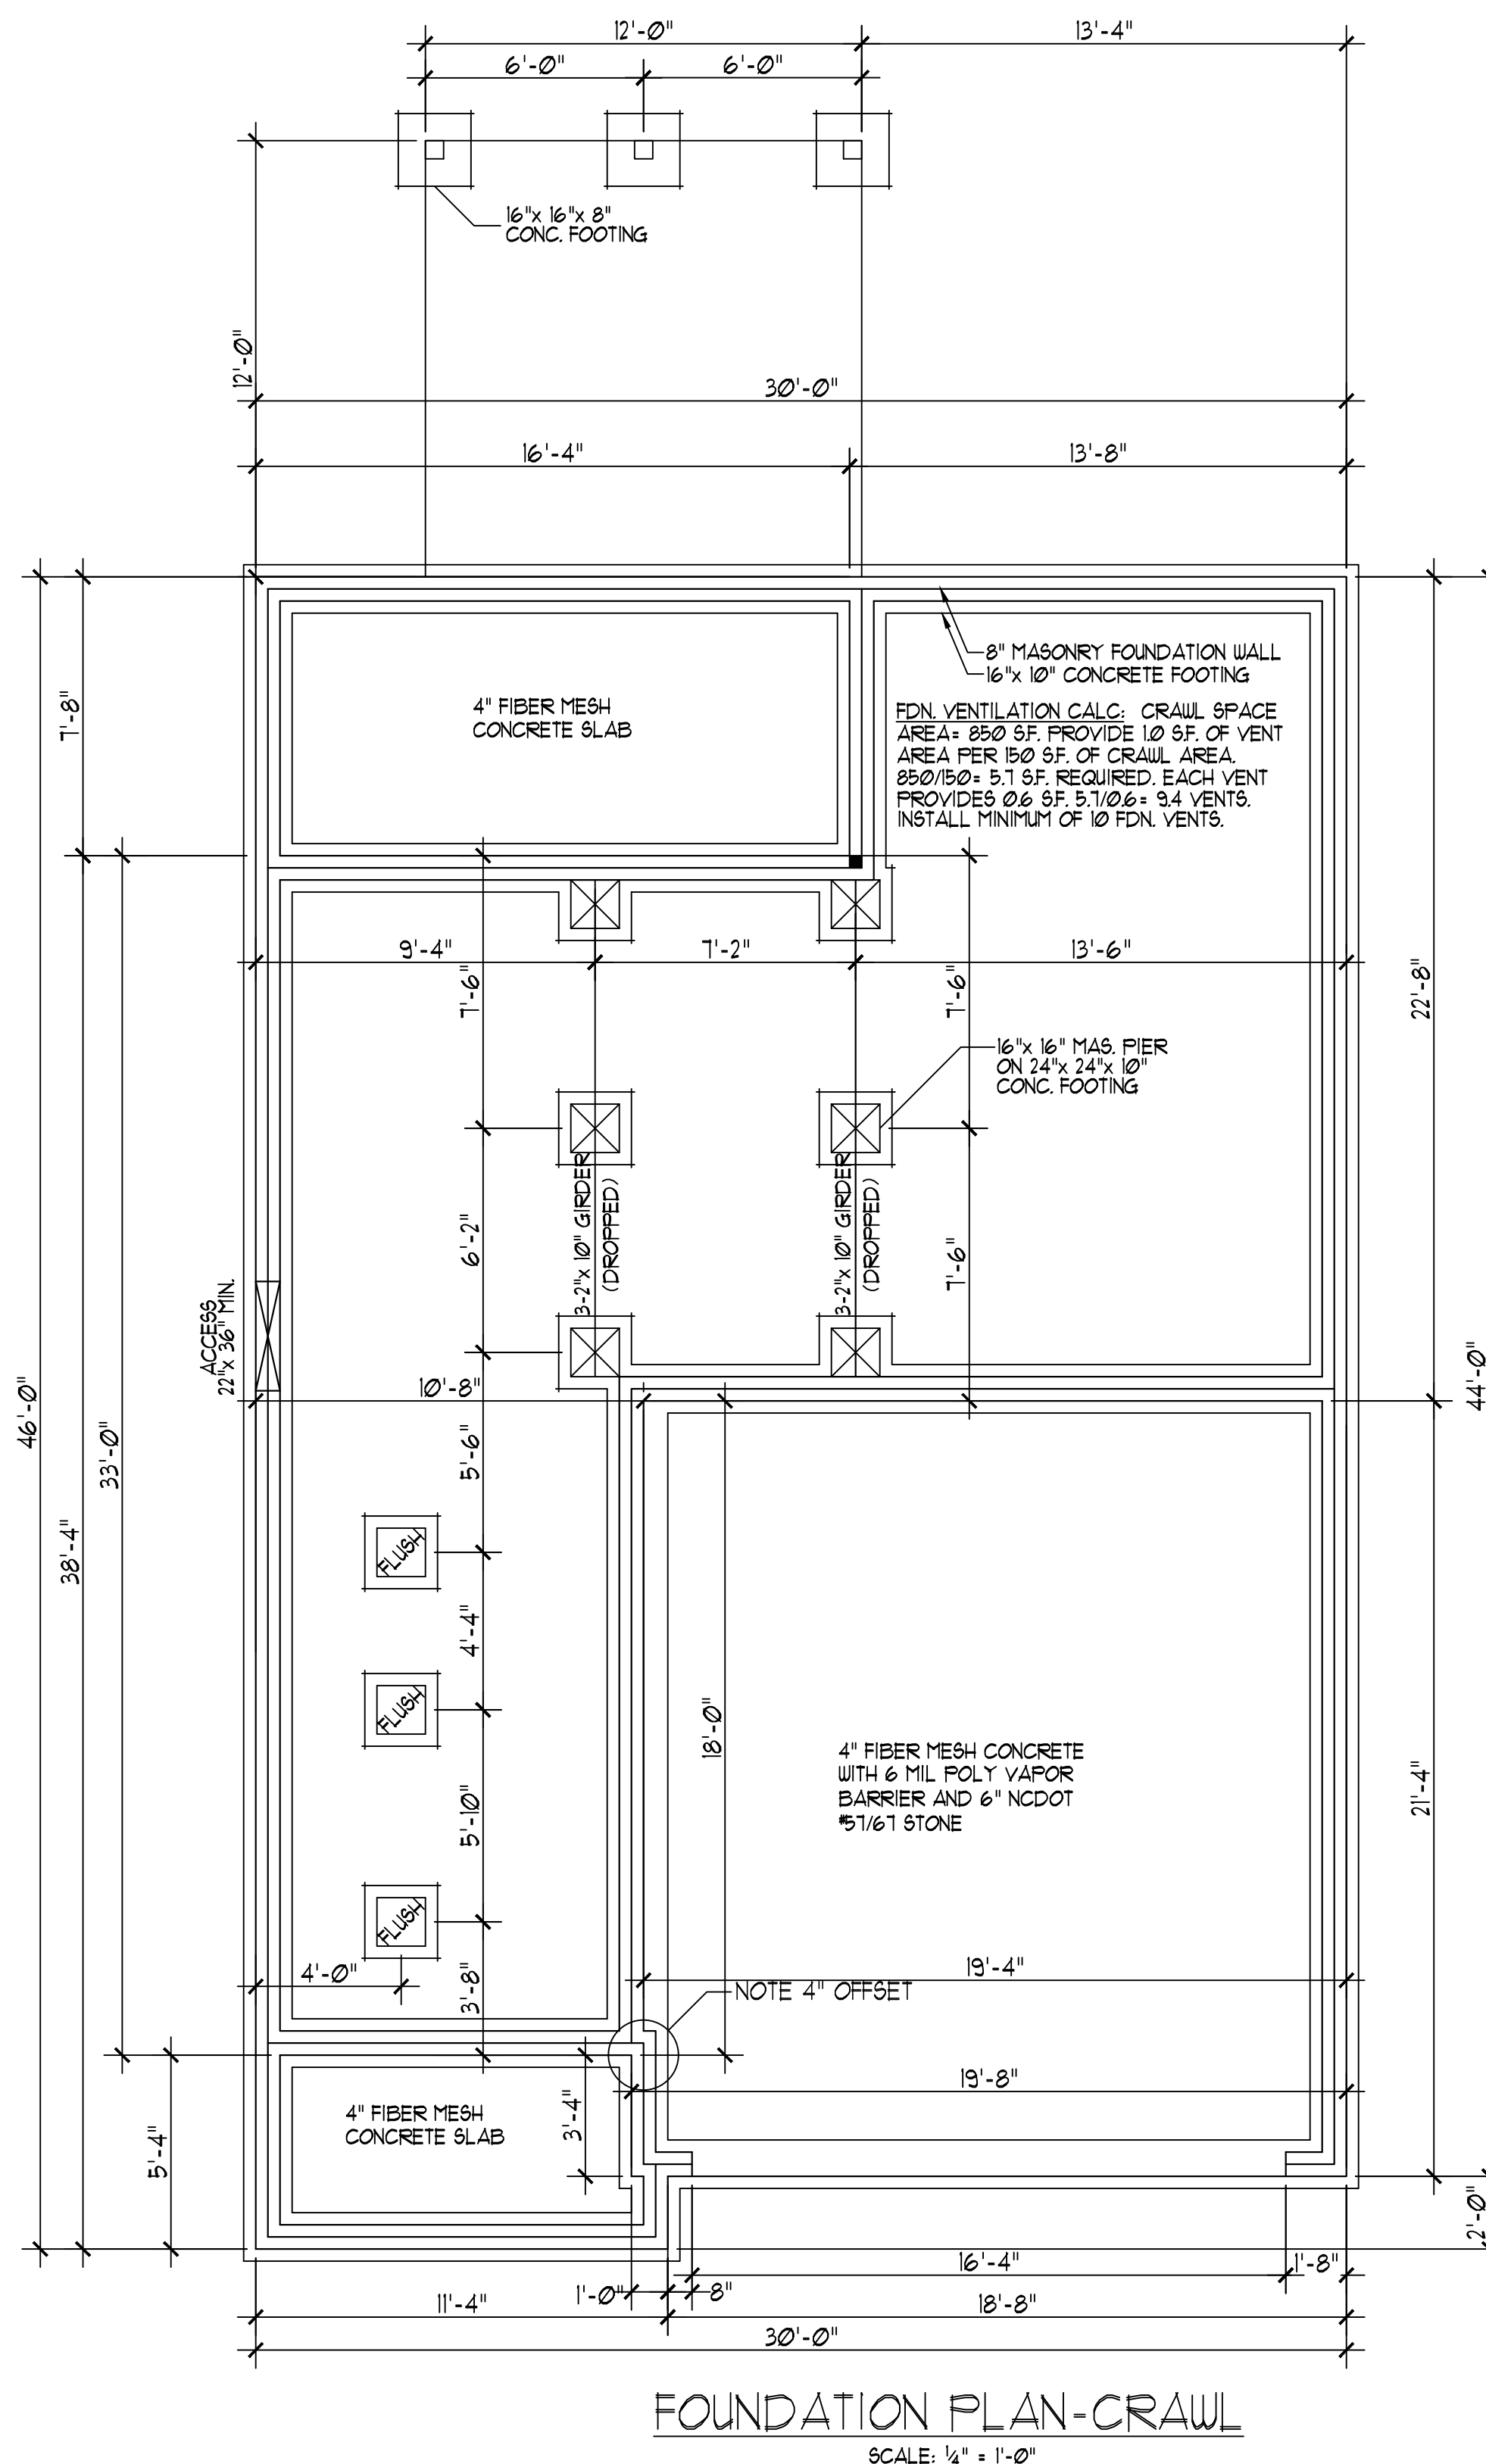 12'-0"
13'-4"
6'-0"
6'-0"
16"x 16"x 8"
CONC. FOOTING
12'-0"
30'-0"
16'-4"
13'-8"
8" MASONRY FOUNDATION WALL
16"x 10" CONCRETE FOOTING
4" FIBER MESH
CONCRETE SLAB
7'-8"
FDN. VENTILATION CALC: CRAWL SPACE
AREA= 850 S.F. PROVIDE 1.0 S.F. OF VENT
AREA PER 150 S.F. OF CRAWL AREA.
850/150= 5.7 S.F. REQUIRED. EACH VENT
PROVIDES 0.6 S.F. 5.7/0.6= 9.4 VENTS.
INSTALL MINIMUM OF 10 FDN. VENTS.
9'-4"
7'-2"
13'-6"
7'-6"
7'-6"
22'-8"
16"x 16" MAS. PIER
ON 24"x 24"x 10"
CONC. FOOTING
3-2"x 10" GIRDER
(DROPPED)
3-2"x 10" GIRDER
(DROPPED)
6'-2"
7'-6"
ACCESS
22"x 36" MIN.
10'-8"
46'-0"
44'-0"
33'-0"
38'-4"
5'-6"
FLUSH
4'-4"
FLUSH
18'-0"
4" FIBER MESH CONCRETE
WITH 6 MIL POLY VAPOR
BARRIER AND 6" NCDOT
#57/67 STONE
21'-4"
5'-10"
FLUSH
4'-0"
3'-8"
19'-4"
NOTE 4" OFFSET
19'-8"
4" FIBER MESH
CONCRETE SLAB
3'-4"
5'-4"
2'-0"
16'-4"
1'-8"
1'-0"
8"
11'-4"
18'-8"
30'-0"
FOUNDATION PLAN-CRAWL
SCALE: 1/4" = 1'-0"